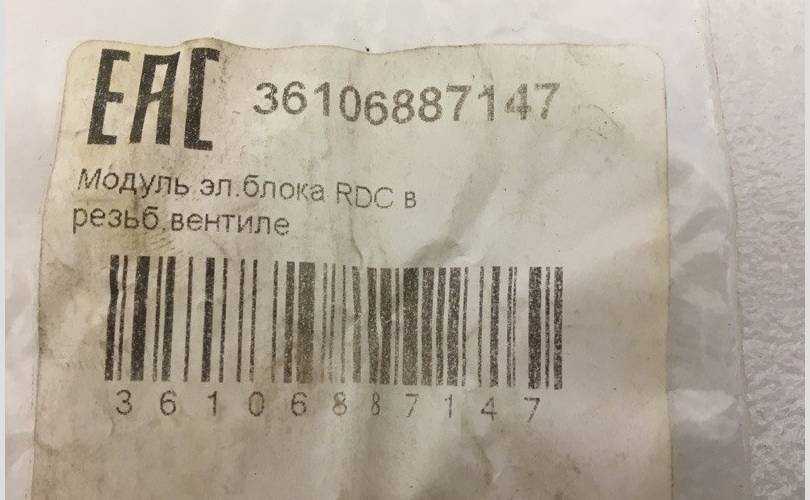 EAC 36106887147
Модуль эл.блока RDC в
резьб.вентиле
36106887147